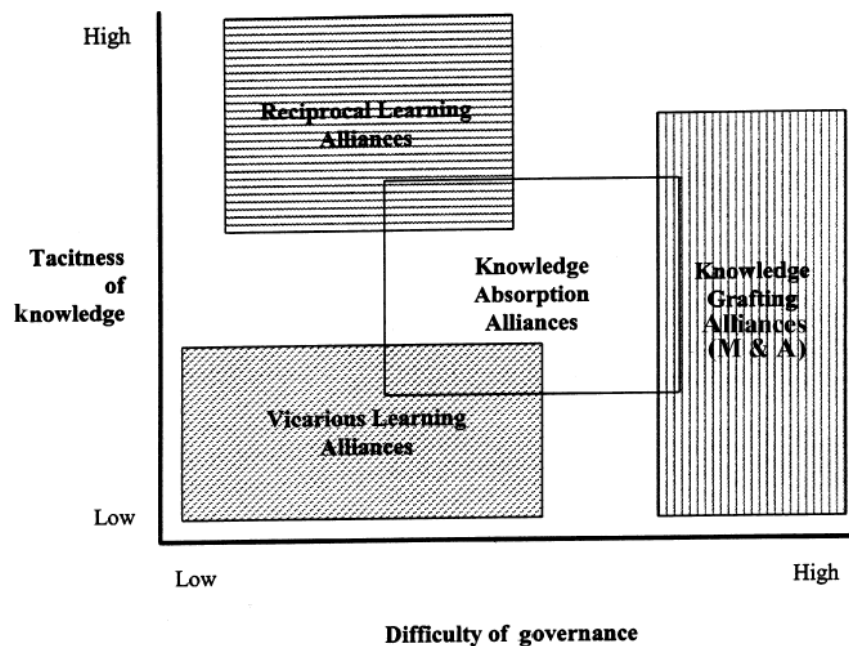 High
Reciprocal Learning
Alliances
Tacitness
of
knowledge
Knowledge
Absorption
Alliances
Knowledge
Grafting
Alliances
(M & A)
Vicarious Learning
Alliances
Low
Low
High
Difficulty of governance